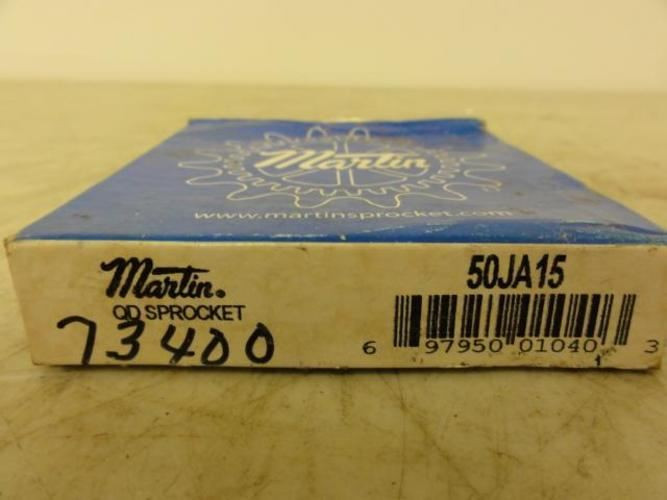 Martin
www.martinsprocket.com
Martin.
QD SPROCKET
73400
50JA15
6 97950 01040 3